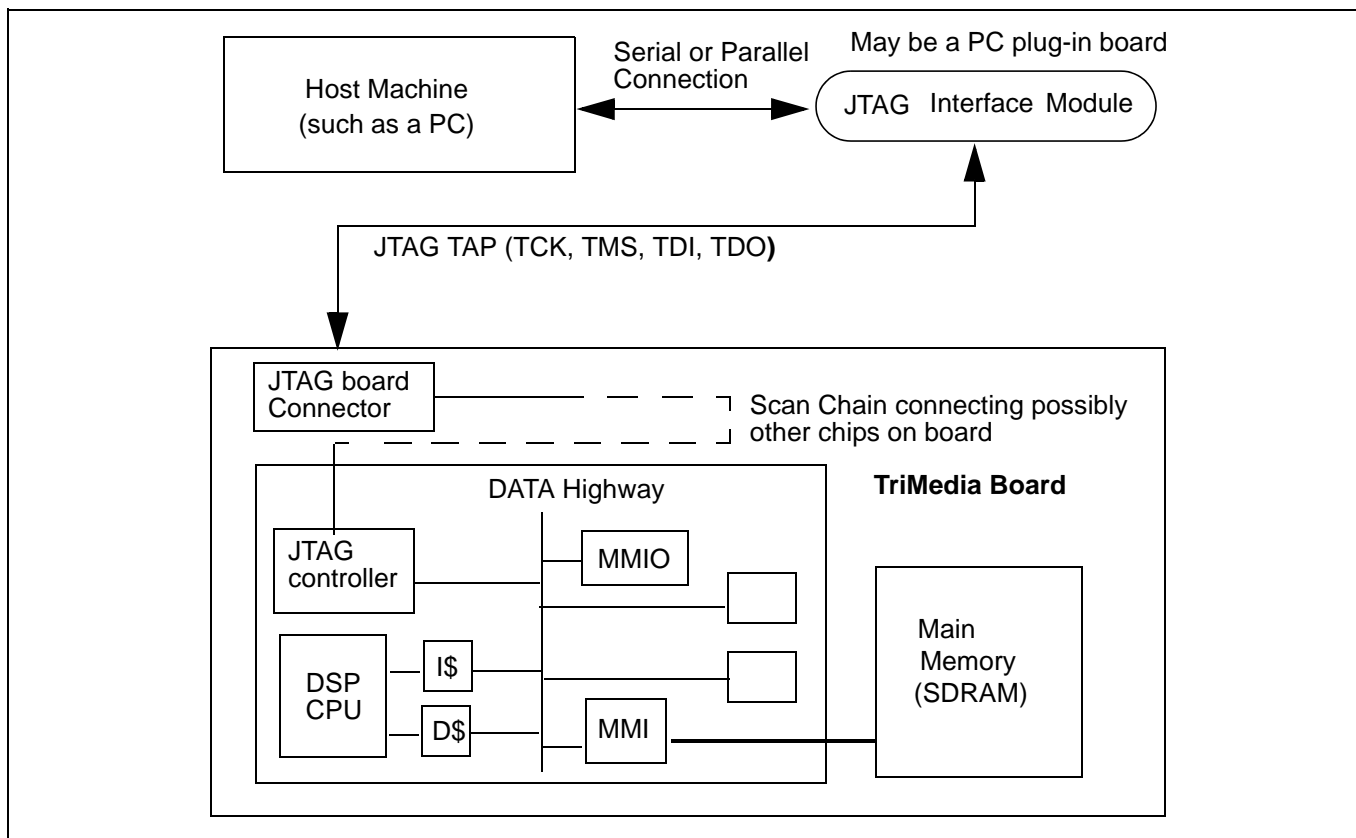 Host Machine
(such as a PC)
Serial or Parallel
Connection
May be a PC plug-in board
JTAG Interface Module
JTAG TAP (TCK, TMS, TDI, TDO)
JTAG board
Connector
Scan Chain connecting possibly
other chips on board
TriMedia Board
DATA Highway
JTAG
controller
MMIO
DSP
CPU
I$
D$
MMI
Main
Memory
(SDRAM)